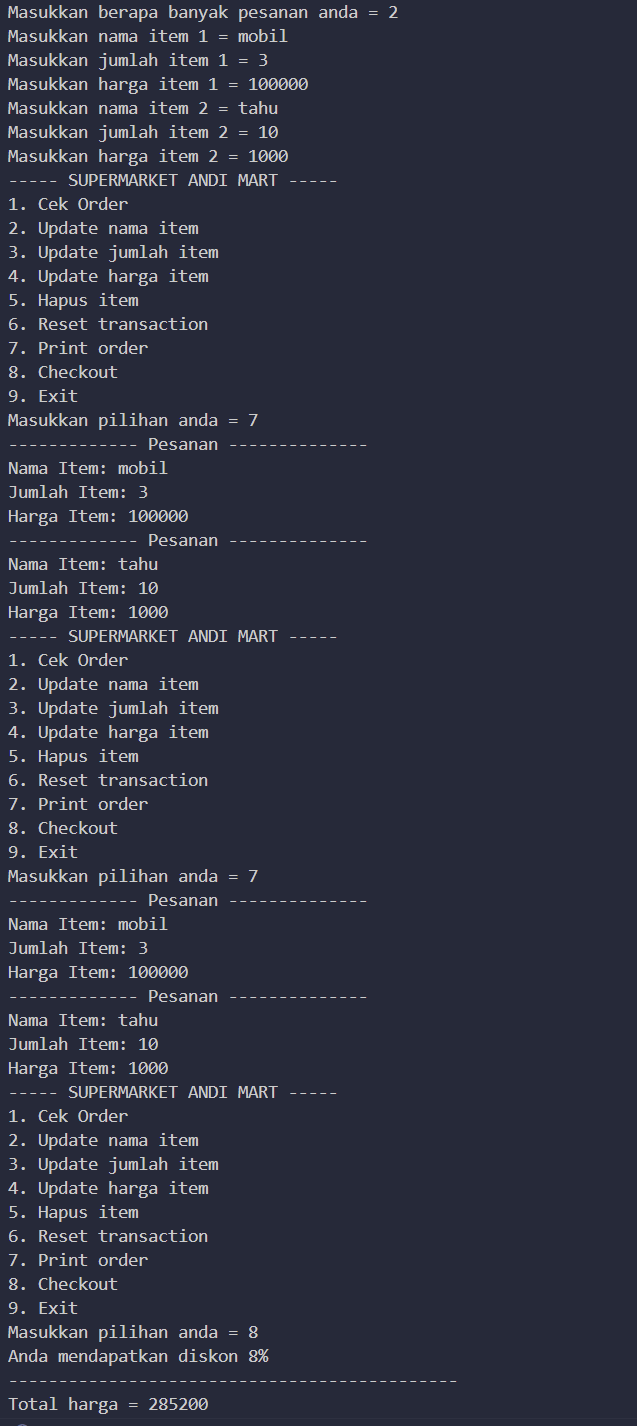 Masukkan berapa banyak pesanan anda = 2
Masukkan nama item 1 = mobil
Masukkan jumlah item 1 = 3
Masukkan harga item 1 = 100000
Masukkan nama item 2 = tahu
Masukkan jumlah item 2 = 10
Masukkan harga item 2 = 1000
----- SUPERMARKET ANDI MART -----
1. Cek Order
2. Update nama item
3. Update jumlah item
4. Update harga item
5. Hapus item
6. Reset transaction
7. Print order
8. Checkout
9. Exit
Masukkan pilihan anda = 7
------------- Pesanan --------------
Nama Item: mobil
Jumlah Item: 3
Harga Item: 100000
------------- Pesanan --------------
Nama Item: tahu
Jumlah Item: 10
Harga Item: 1000
----- SUPERMARKET ANDI MART -----
1. Cek Order
2. Update nama item
3. Update jumlah item
4. Update harga item
5. Hapus item
6. Reset transaction
7. Print order
8. Checkout
9. Exit
Masukkan pilihan anda = 7
------------- Pesanan --------------
Nama Item: mobil
Jumlah Item: 3
Harga Item: 100000
------------- Pesanan --------------
Nama Item: tahu
Jumlah Item: 10
Harga Item: 1000
----- SUPERMARKET ANDI MART -----
1. Cek Order
2. Update nama item
3. Update jumlah item
4. Update harga item
5. Hapus item
6. Reset transaction
7. Print order
8. Checkout
9. Exit
Masukkan pilihan anda = 8
Anda mendapatkan diskon 8%
---------------------------------------------
Total harga = 285200